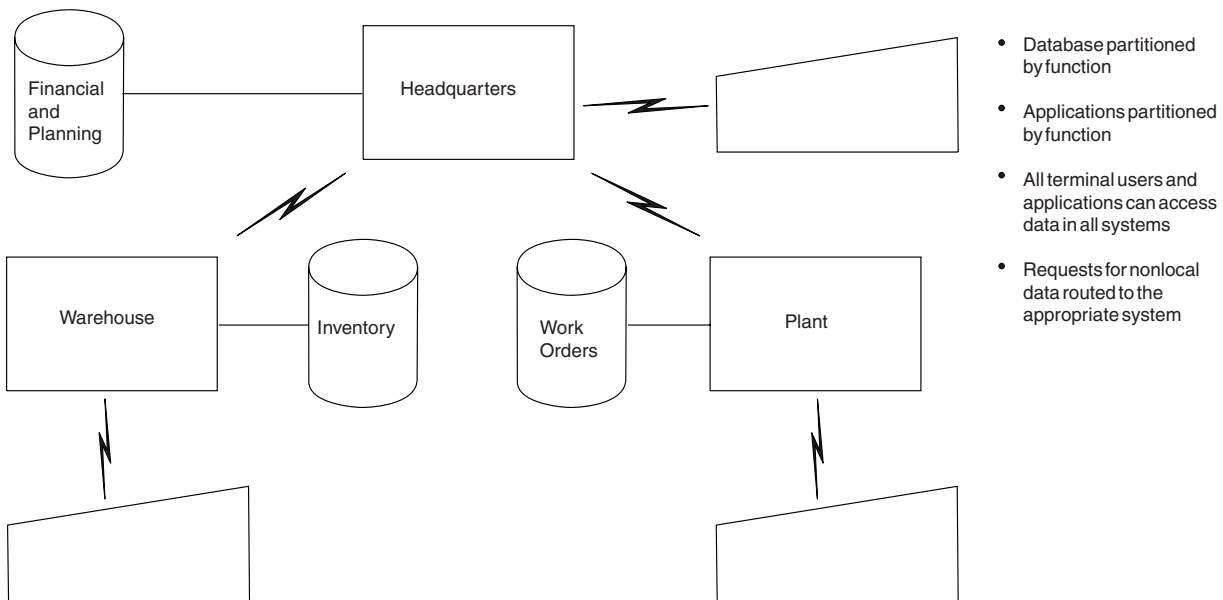 Financial
and
Planning
Headquarters
Warehouse
Inventory
Work
Orders
Plant
• Database partitioned
by function
• Applications partitioned
by function
• All terminal users and
applications can access
data in all systems
• Requests for nonlocal
data routed to the
appropriate system